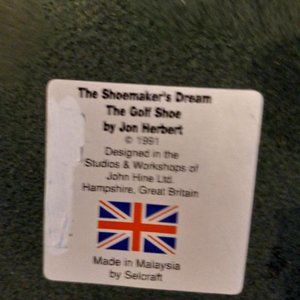 The Shoemaker's Dream
The Golf Shoe
by Jon Herbert
© 1991
Designed in the
Studios & Workshops of
John Hine Ltd.
Hampshire, Great Britain
Made in Malaysia
by Selcraft